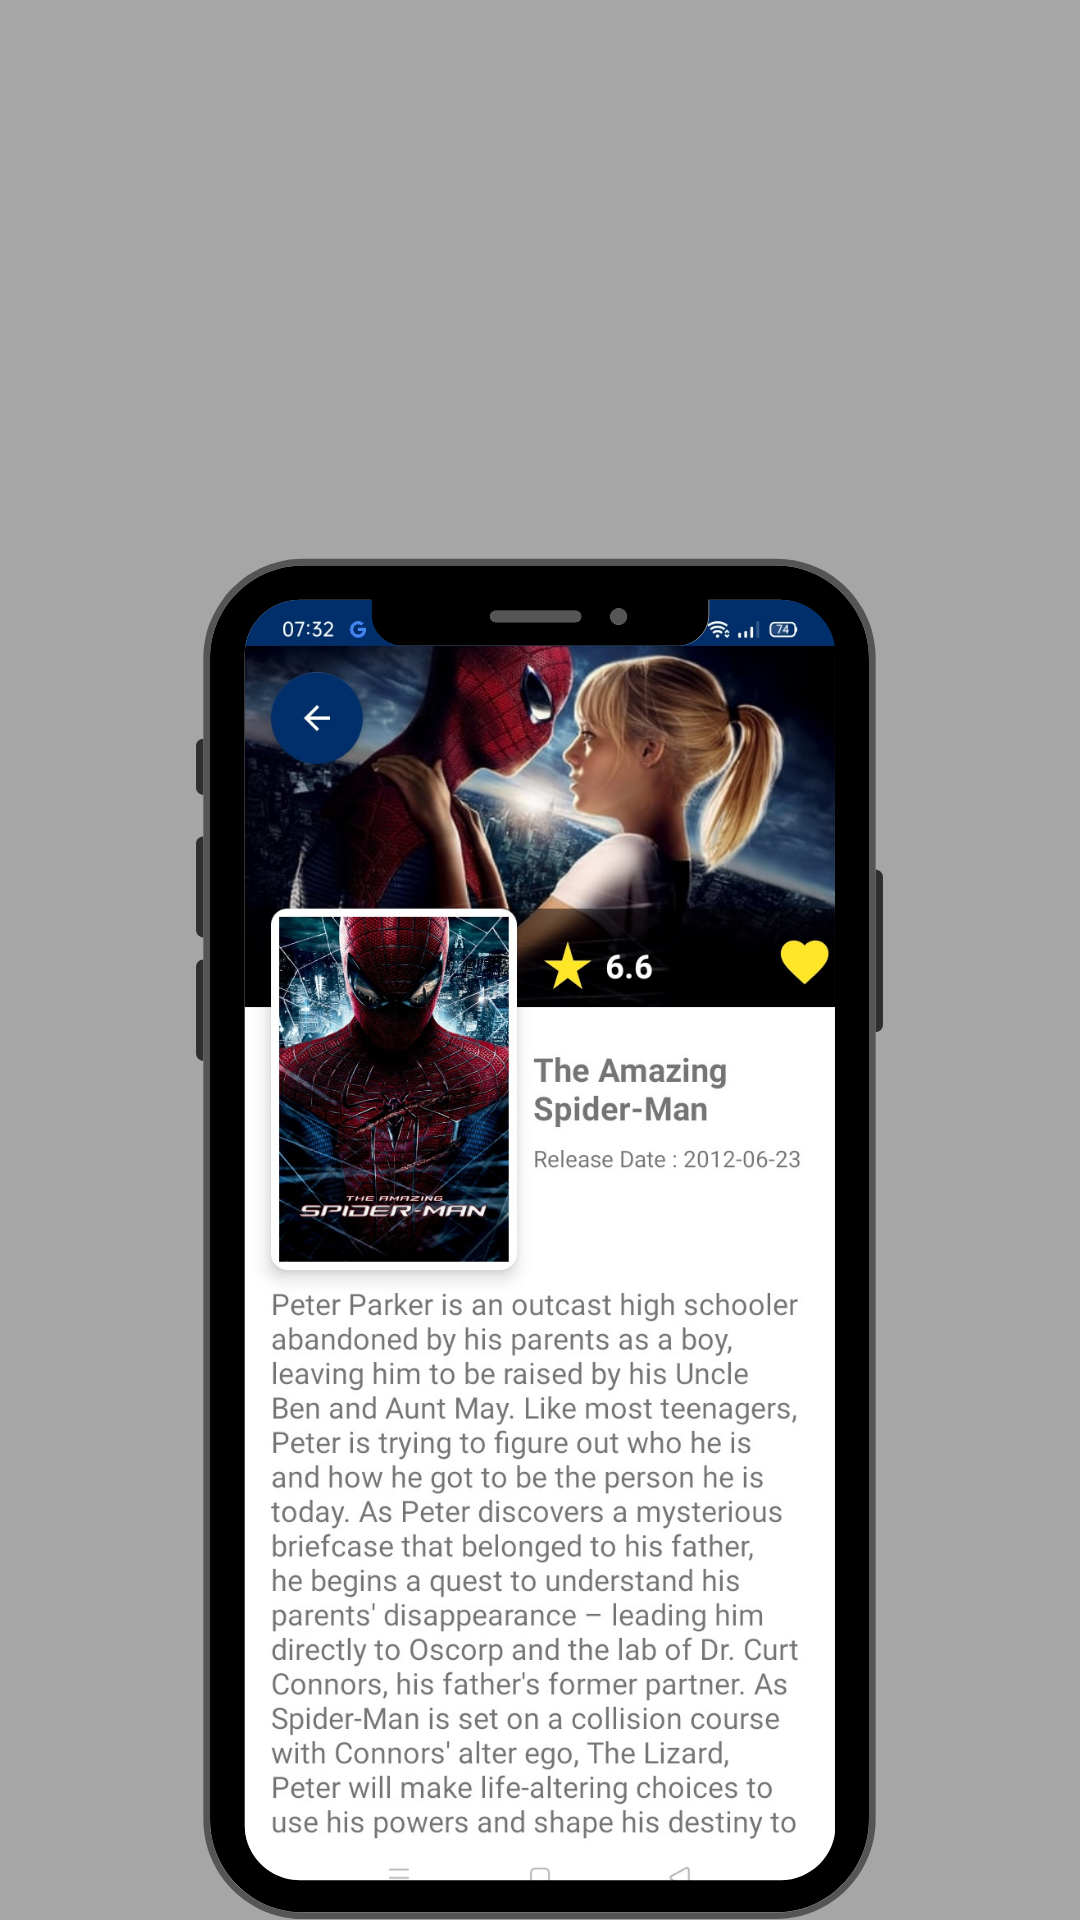 07:32 G 74
6.6
The Amazing
Spider-Man
Release Date : 2012-06-23
THE AMAZING
SPIDER-MAN
Peter Parker is an outcast high schooler
abandoned by his parents as a boy,
leaving him to be raised by his Uncle
Ben and Aunt May. Like most teenagers,
Peter is trying to figure out who he is
and how he got to be the person he is
today. As Peter discovers a mysterious
briefcase that belonged to his father,
he begins a quest to understand his
parents' disappearance – leading him
directly to Oscorp and the lab of Dr. Curt
Connors, his father's former partner. As
Spider-Man is set on a collision course
with Connors' alter ego, The Lizard,
Peter will make life-altering choices to
use his powers and shape his destiny to